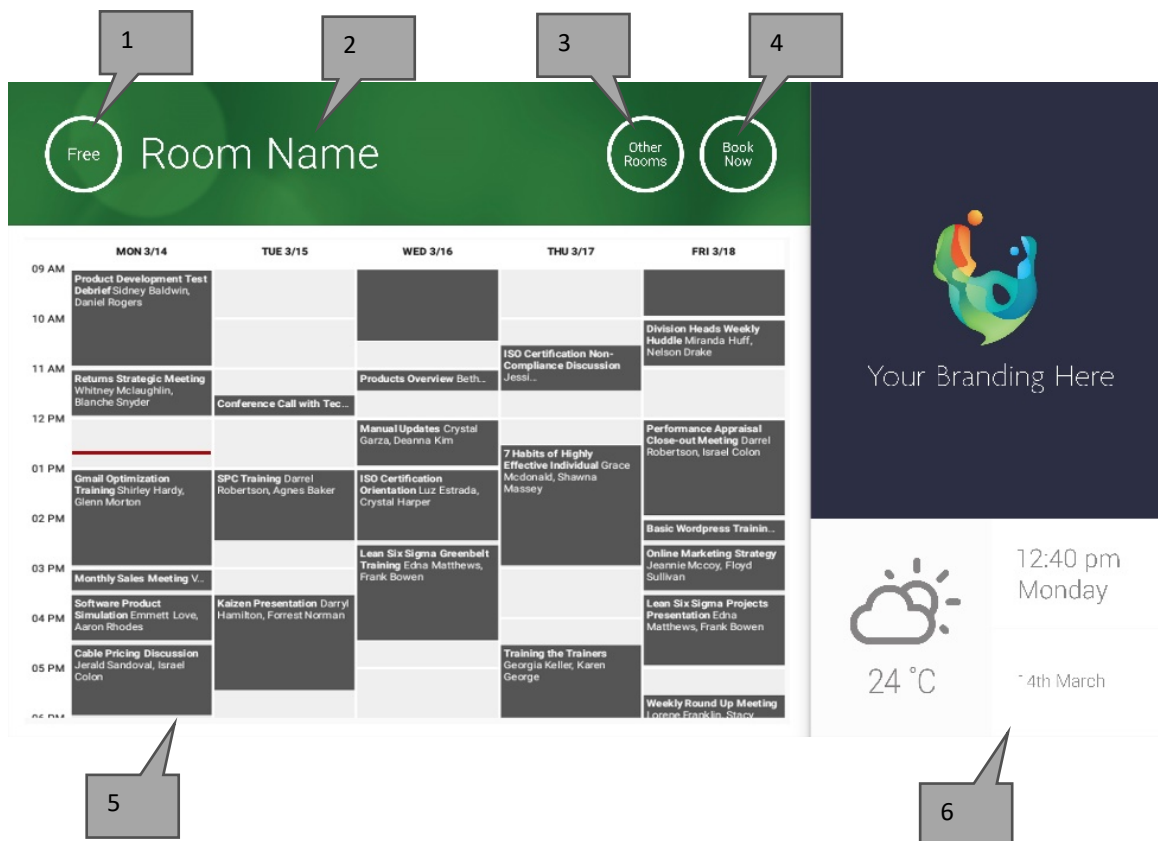 1
2
3
4
Free
Room Name
Other
Rooms
Book
Now
MON 3/14
TUE 3/15
WED 3/16
THU 3/17
FRI 3/18
09 AM
10 AM
11 AM
12 PM
01 PM
02 PM
03 PM
04 PM
05 PM
06 PM
Product Development Test
Debrief Sidney Baldwin,
Daniel Rogers
Returns Strategic Meeting
Whitney Mclaughlin,
Blanche Snyder
Gmail Optimization
Training Shirley Hardy,
Glenn Morton
Monthly Sales Meeting V...
Software Product
Simulation Emmett Love,
Aaron Rhodes
Cable Pricing Discussion
Jerald Sandoval, Israel
Colon
Conference Call with Tec...
SPC Training Darrel
Robertson, Agnes Baker
Kaizen Presentation Darryl
Hamilton, Forrest Norman
Products Overview Beth...
Manual Updates Crystal
Garza, Deanna Kim
ISO Certification
Orientation Luz Estrada,
Crystal Harper
Lean Six Sigma Greenbelt
Training Edna Matthews,
Frank Bowen
ISO Certification Non-
Compliance Discussion
Jessi...
7 Habits of Highly
Effective Individual Grace
Mcdonald, Shawna
Massey
Training the Trainers
Georgia Keller, Karen
George
Division Heads Weekly
Huddle Miranda Huff,
Nelson Drake
Performance Appraisal
Close-out Meeting Darrel
Robertson, Israel Colon
Basic Wordpress Trainin...
Online Marketing Strategy
Jeannie Mccoy, Floyd
Sullivan
Lean Six Sigma Projects
Presentation Edna
Matthews, Frank Bowen
Weekly Round Up Meeting
Lorene Franklin, Stacy
Your Branding Here
12:40 pm
Monday
24 °C
14th March
5
6